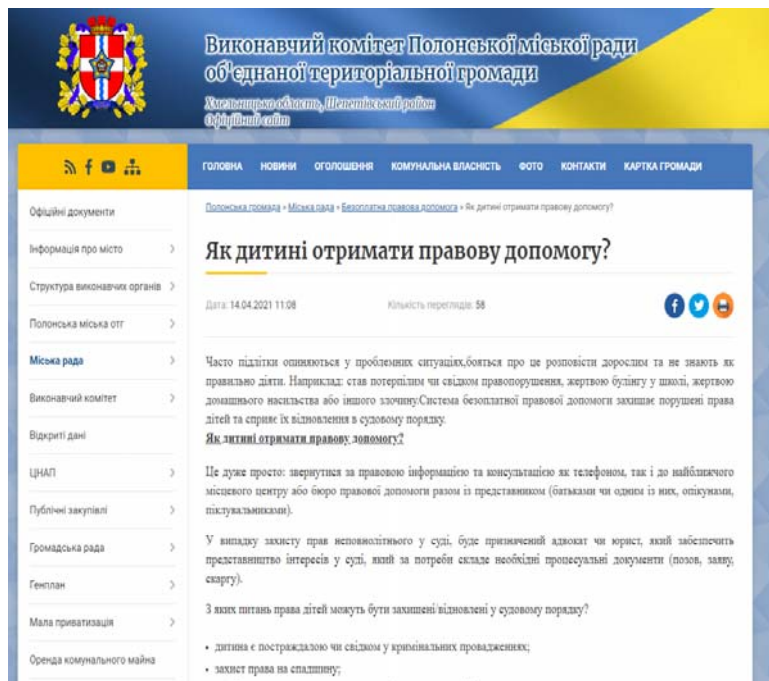 Виконавчий комітет Полонської міської ради
об'єднаної територіальної громади
Хмельницька область, Шепетівський район
Офіційний сайт
ГОЛОВНА НОВИНИ ОГОЛОШЕННЯ КОМУНАЛЬНА ВЛАСНІСТЬ ФОТО КОНТАКТИ КАРТКА ГРОМАДИ
Офіційні документи
Інформація про місто
Структура виконавчих органів
Полонська міська отг
Міська рада
Виконавчий комітет
Відкриті дані
ЦНАП
Публічні закупівлі
Громадська рада
Генплан
Мала приватизація
Оренда комунального майна
Полонська громада » Міська рада » Безоплатна правова допомога » Як дитині отримати правову допомогу?
Як дитині отримати правову допомогу?
Дата: 14.04.2021 11:08 Кількість переглядів: 58
Часто підлітки опиняються у проблемних ситуаціях,бояться про це розповісти дорослим та не знають як
правильно діяти. Наприклад: став потерпілим чи свідком правопорушення, жертвою булінгу у школі, жертвою
домашнього насильства або іншого злочину.Система безоплатної правової допомоги захищає порушені права
дітей та сприяє їх відновлення в судовому порядку.
Як дитині отримати правову допомогу?
Це дуже просто: звернутися за правовою інформацією та консультацією як телефоном, так і до найближчого
місцевого центру або бюро правової допомоги разом із представником (батьками чи одним із них, опікунами,
піклувальниками).
У випадку захисту прав неповнолітнього у суді, буде призначений адвокат чи юрист, який забезпечить
представництво інтересів у суді, який за потреби складе необхідні процесуальні документи (позов, заяву,
скаргу).
З яких питань права дітей можуть бути захищені/відновлені у судовому порядку?
• дитина є постраждалою чи свідком у кримінальних провадженнях;
• захист права на спадщину;